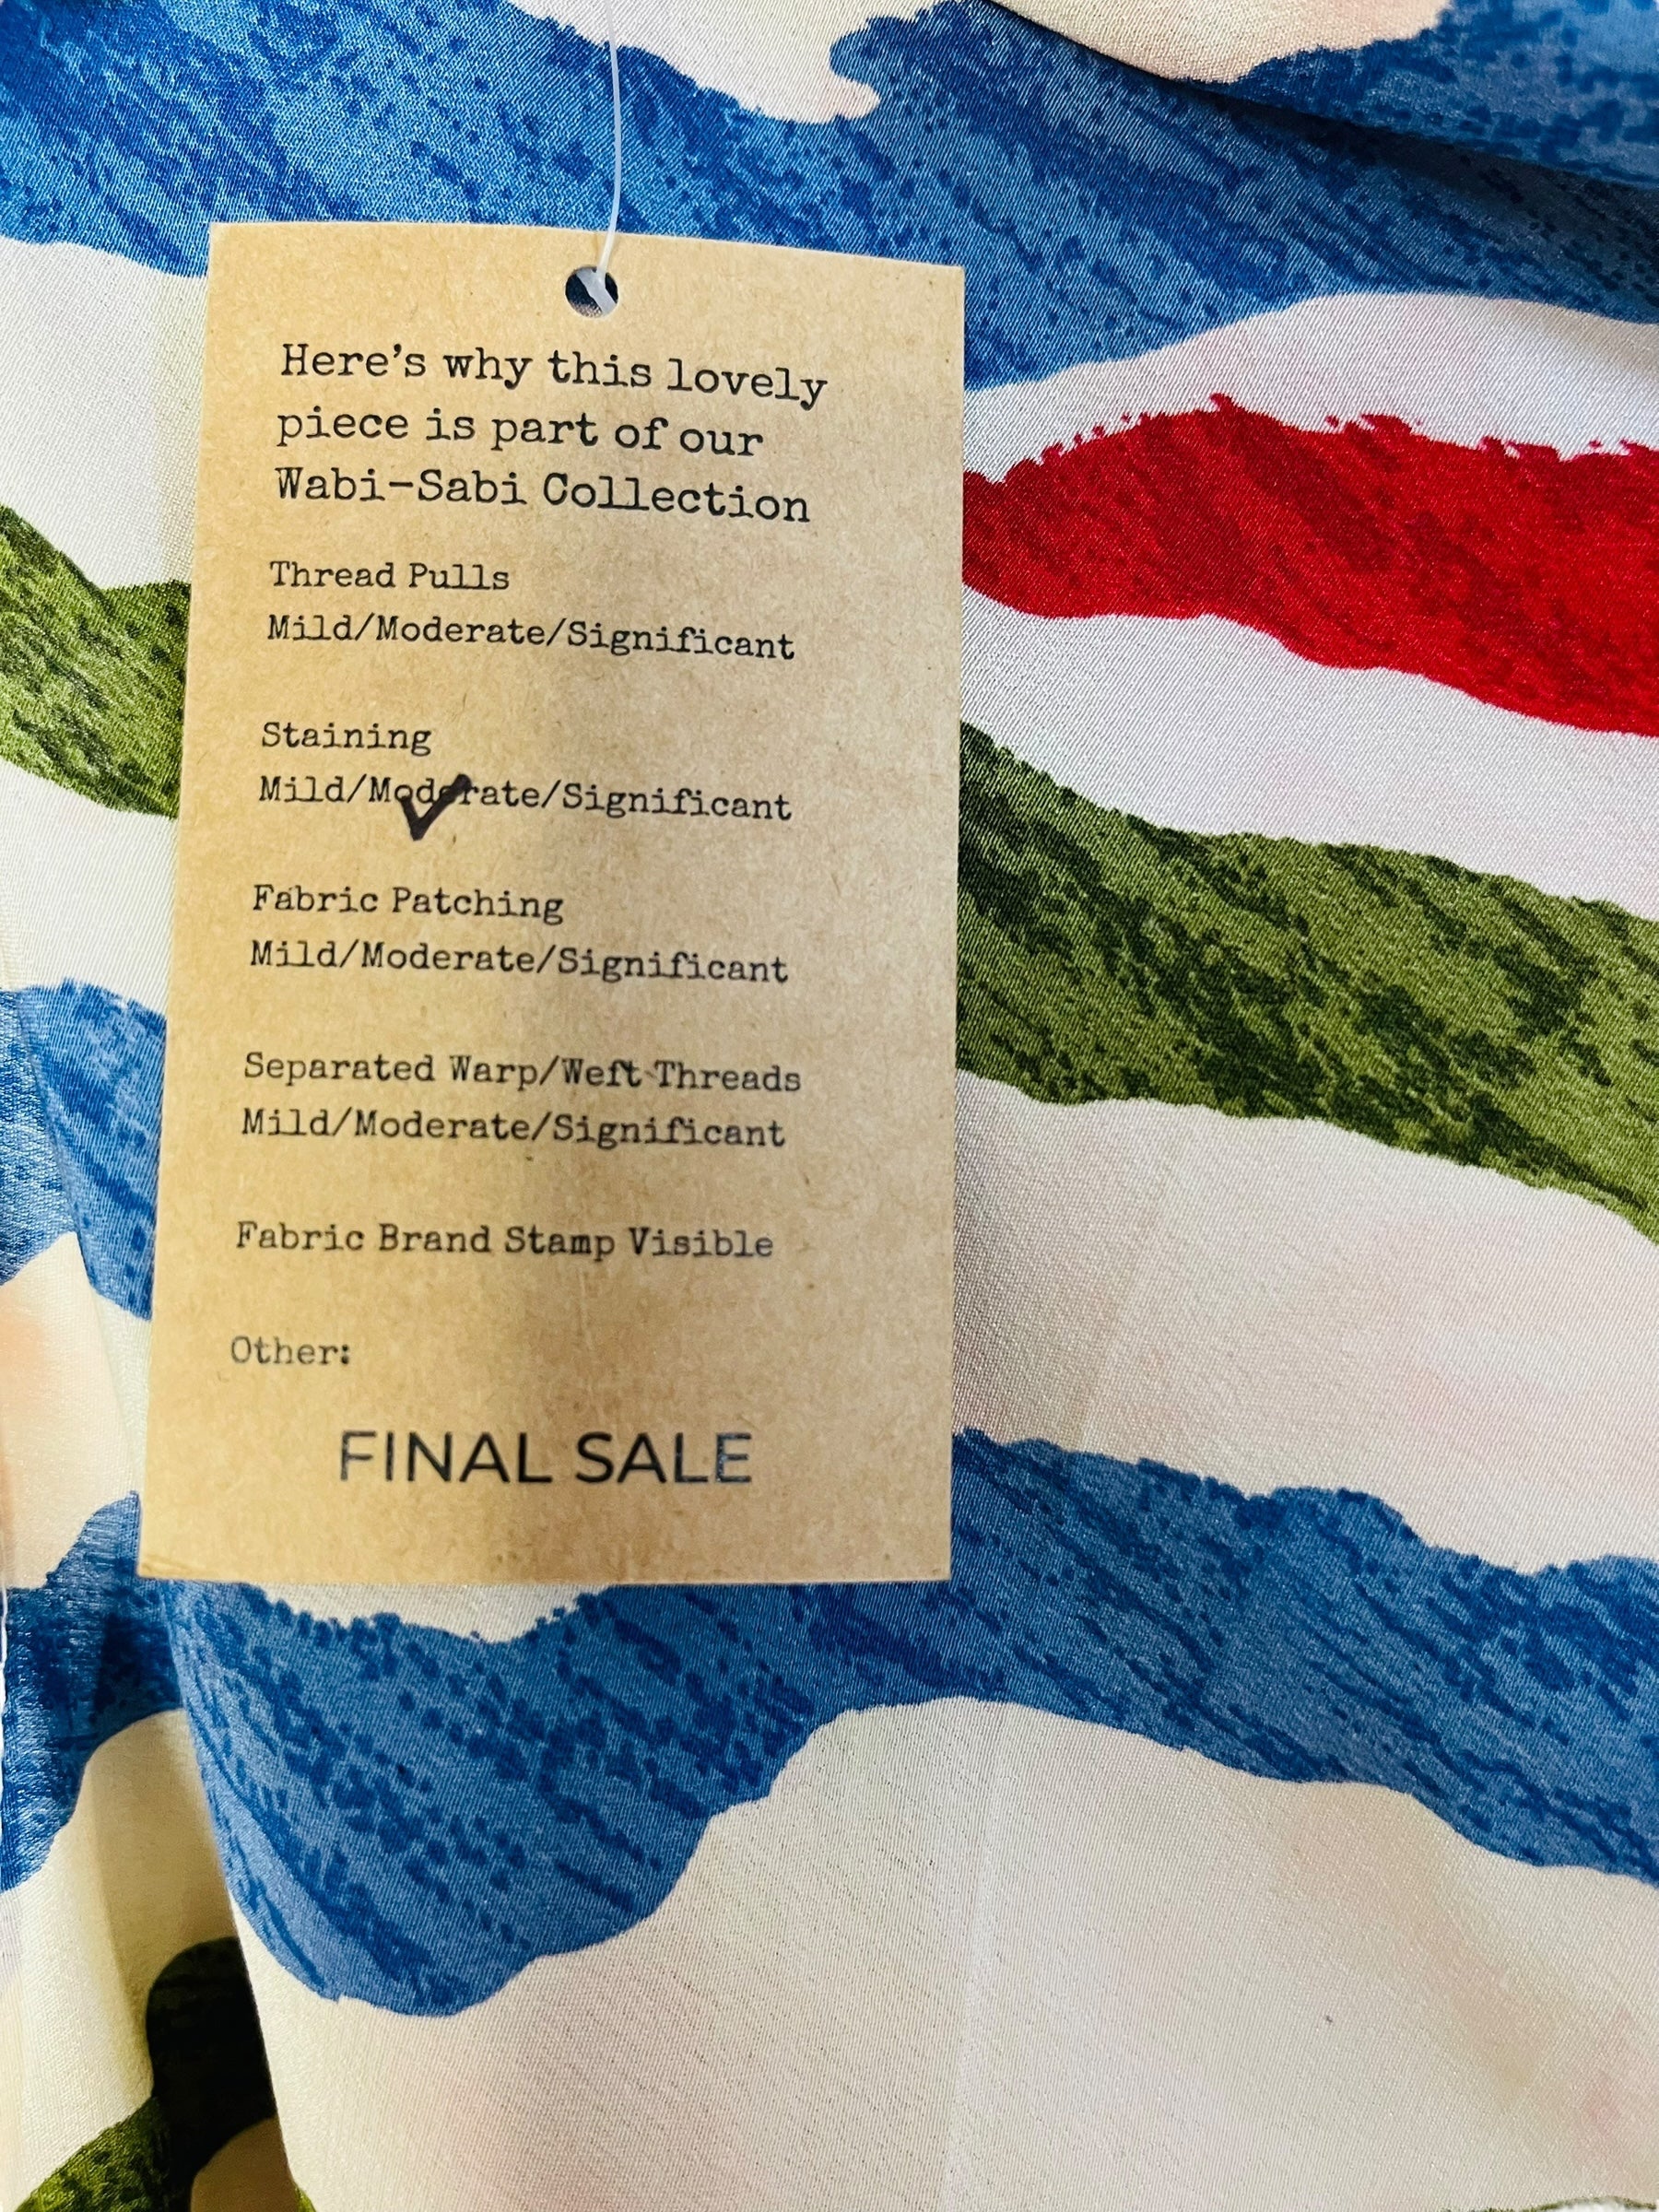 Here's why this lovely
piece is part of our
Wabi-Sabi Collection
Thread Pulls
Mild/Moderate/Significant
Staining
Mild/Moderate/Significant
Fabric Patching
Mild/Moderate/Significant
Separated Warp/Weft Threads
Mild/Moderate/Significant
Fabric Brand Stamp Visible
Other:
FINAL SALE